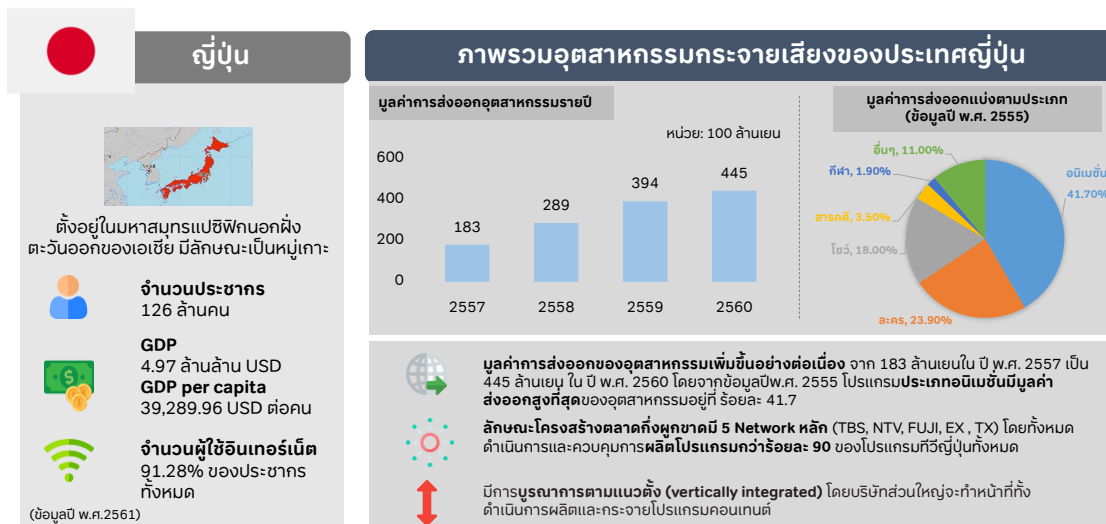 ญี่ปุ่น
ตั้งอยู่ในมหาสมุทรแปซิฟิกนอกฝั่ง
ตะวันออกของเอเชีย มีลักษณะเป็นหมู่เกาะ
จำนวนประชากร
126 ล้านคน
GDP
4.97 ล้านล้าน USD
GDP per capita
39,289.96 USD ต่อคน
จำนวนผู้ใช้อินเทอร์เน็ต
91.28% ของประชากร
ทั้งหมด
(ข้อมูลปี พ.ศ.2561)
ภาพรวมอุตสาหกรรมกระจายเสียงของประเทศญี่ปุ่น
มูลค่าการส่งออกอุตสาหกรรมรายปี
หน่วย: 100 ล้านเยน
600
400
200
0
183
289
394
445
2557
2558
2559
2560
มูลค่าการส่งออกแบ่งตามประเภท
(ข้อมูลปี พ.ศ. 2555)
อื่นๆ, 11.00%
กีฬา, 1.90%
สารคดี, 3.50%
โชว์, 18.00%
ละคร, 23.90%
อนิเมชั่น
41.70%
มูลค่าการส่งออกของอุตสาหกรรมเพิ่มขึ้นอย่างต่อเนื่อง จาก 183 ล้านเยนใน ปี พ.ศ. 2557 เป็น
445 ล้านเยน ใน ปี พ.ศ. 2560 โดยจากข้อมูลปีพ.ศ. 2555 โปรแกรมประเภทอนิเมชั่นมีมูลค่า
ส่งออกสูงที่สุดของอุตสาหกรรมอยู่ที่ ร้อยละ 41.7
ลักษณะโครงสร้างตลาดกึ่งผูกขาดมี 5 Network หลัก (TBS, NTV, FUJI, EX , TX) โดยทั้งหมด
ดำเนินการและควบคุมการผลิตโปรแกรมกว่าร้อยละ 90 ของโปรแกรมทีวีญี่ปุ่นทั้งหมด
มีการบูรณาการตามแนวตั้ง (vertically integrated) โดยบริษัทส่วนใหญ่จะทำหน้าที่ทั้ง
ดำเนินการผลิตและกระจายโปรแกรมคอนเทนต์